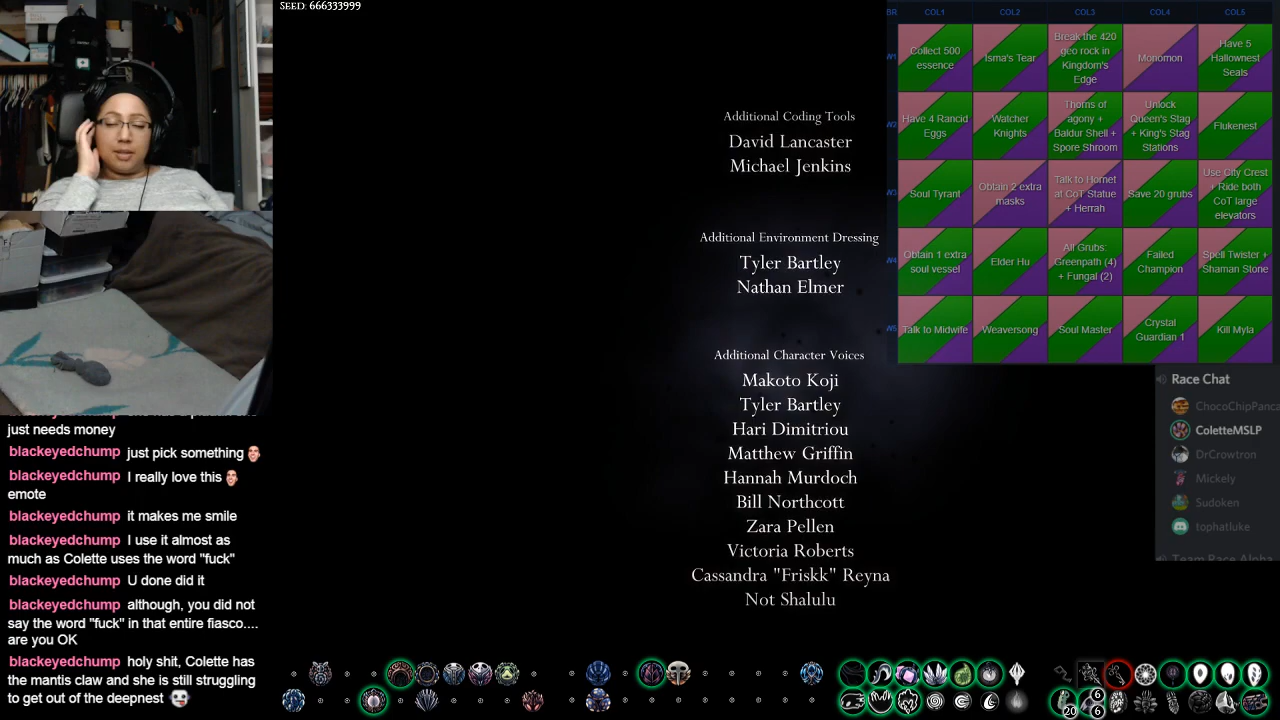 SEED: 666333999
BR
COL1
COL2
COL3
COL4
COL5
Collect 500
essence
Isma's Tear
Break the 420
geo rock in
Kingdom's
Edge
Monomon
Have 5
Hallownest
Seals
Have 4 Rancid
Eggs
Watcher
Knights
Thorns of
agony +
Baldur Shell +
Spore Shroom
Unlock
Queen's Stag
+ King's Stag
Stations
Flukenest
Soul Tyrant
Obtain 2 extra
masks
Talk to Hornet
at CoT Statue
+ Herrah
Save 20 grubs
Use City Crest
+ Ride both
CoT large
elevators
Obtain 1 extra
soul vessel
Elder Hu
All Grubs:
Greenpath (4)
+ Fungal (2)
Failed
Champion
Spell Twister +
Shaman Stone
Talk to Midwife
Weaversong
Soul Master
Crystal
Guardian 1
Kill Myla
Additional Coding Tools
David Lancaster
Michael Jenkins
Additional Environment Dressing
Tyler Bartley
Nathan Elmer
Additional Character Voices
Makoto Koji
Tyler Bartley
Hari Dimitriou
Matthew Griffin
Hannah Murdoch
Bill Northcott
Zara Pellen
Victoria Roberts
Cassandra "Friskk" Reyna
Not Shalulu
Race Chat
ChocoChipPanc
ColetteMSLP
DrCrowtron
Mickely
Sudoken
tophatluke
Team Race Alpha
just needs money
blackeyedchump just pick something
blackeyedchump I really love this
emote
blackeyedchump it makes me smile
blackeyedchump I use it almost as
much as Colette uses the word "fuck"
blackeyedchump U done did it
blackeyedchump although, you did not
say the word "fuck" in that entire fiasco....
are you OK
blackeyedchump holy shit, Colette has
the mantis claw and she is still struggling
to get out of the deepnest
6
20
6